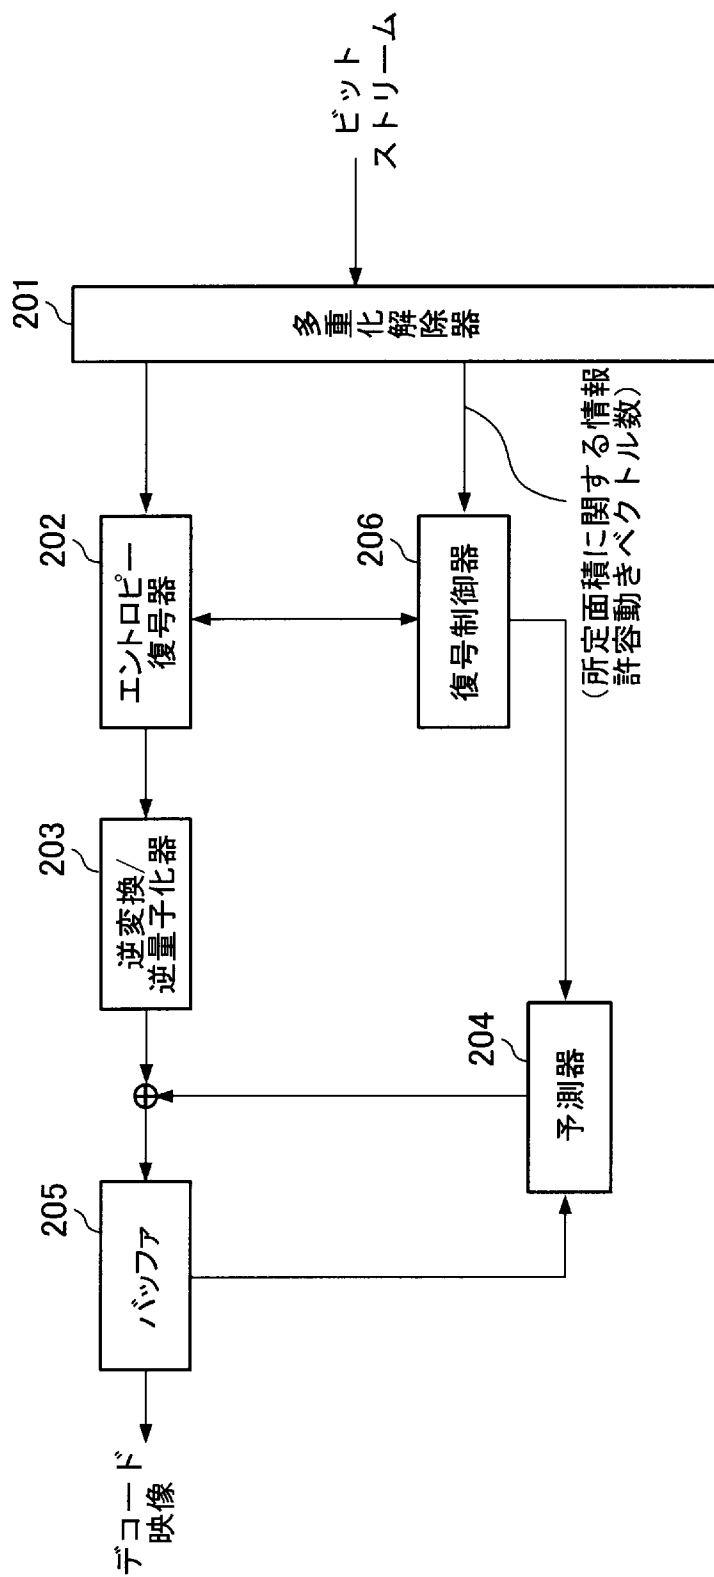 ビット
ストリーム
201
多重化解除器
202
エントロピー
復号器
206
復号制御器
(所定面積に関する情報
許容動きベクトル数)
203
逆変換/
逆量子化器
204
予測器
205
バッファ
デコード
映像